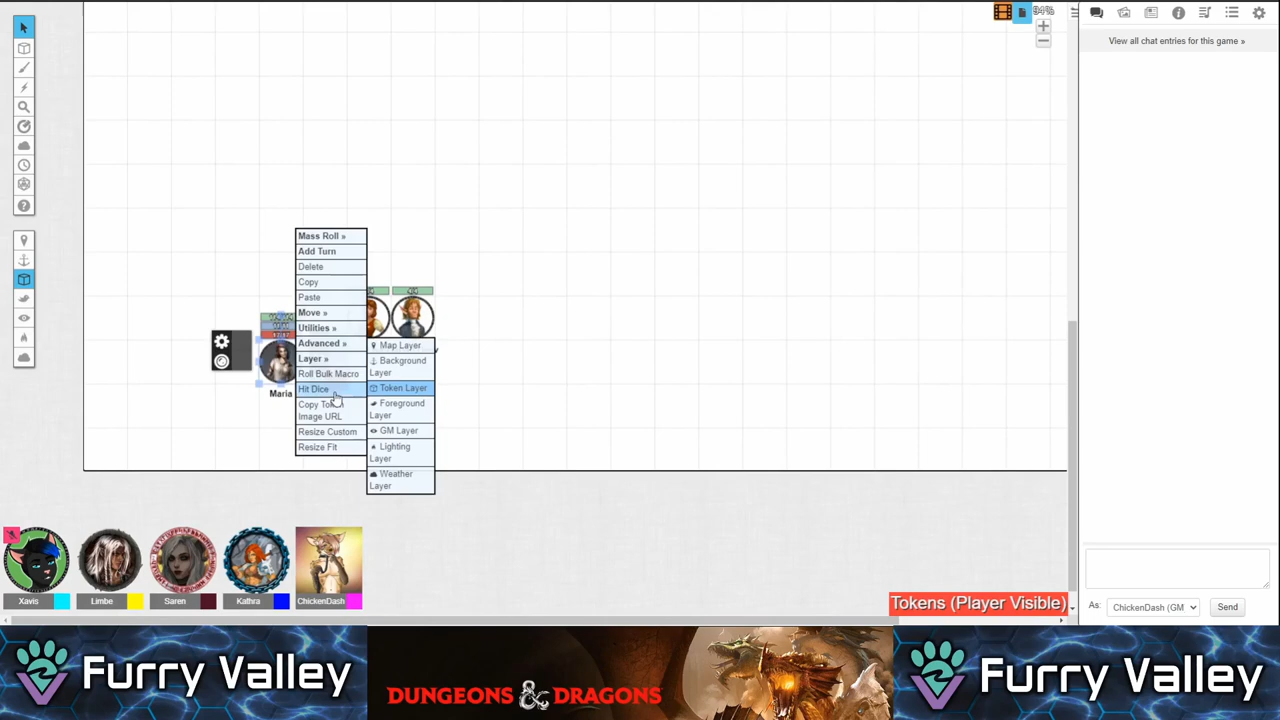 94%
View all chat entries for this game »
Mass Roll »
Add Turn
Delete
Copy
Paste
Move »
Utilities »
Advanced »
Layer »
Roll Bulk Macro
Hit Dice
Copy
Image URL
Resize Custom
Resize Fit
Map Layer
Background
Layer
Token Layer
Foreground
Layer
GM Layer
Lighting
Layer
Weather
Layer
Maria
Xavis
Limbe
Saren
Kathra
ChickenDash
Tokens (Player Visible)
As:
ChickenDash (GM
Send
Furry Valley
DUNGEONS & DRAGONS
Furry Valley